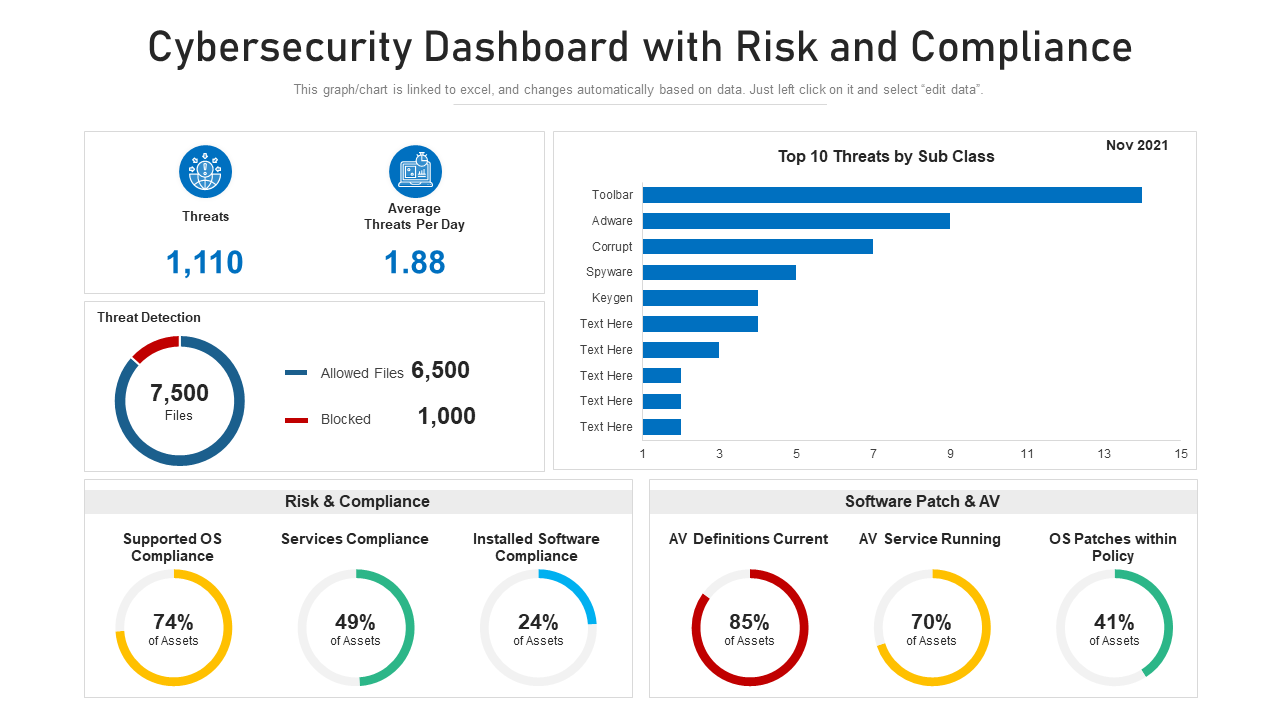 Cybersecurity Dashboard with Risk and Compliance
This graph/chart is linked to excel, and changes automatically based on data. Just left click on it and select “edit data”.
Threats
1,110
Average
Threats Per Day
1.88
Threat Detection
7,500
Files
Allowed Files 6,500
Blocked 1,000
Nov 2021
Top 10 Threats by Sub Class
Toolbar
Adware
Corrupt
Spyware
Keygen
Text Here
Text Here
Text Here
Text Here
Text Here
1 3 5 7 9 11 13 15
Risk & Compliance
Supported OS
Compliance
74%
of Assets
Services Compliance
49%
of Assets
Installed Software
Compliance
24%
of Assets
Software Patch & AV
AV Definitions Current
85%
of Assets
AV Service Running
70%
of Assets
OS Patches within
Policy
41%
of Assets